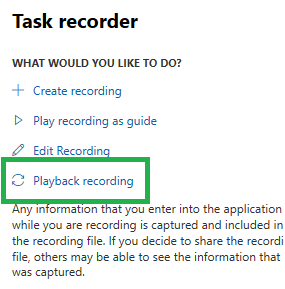 Task recorder
WHAT WOULD YOU LIKE TO DO?
Create recording
Play recording as guide
Edit Recording
Playback recording
Any information that you enter into the application
while you are recording is captured and included in
the recording file. If you decide to share the recordi
file, others may be able to see the information that
was captured.